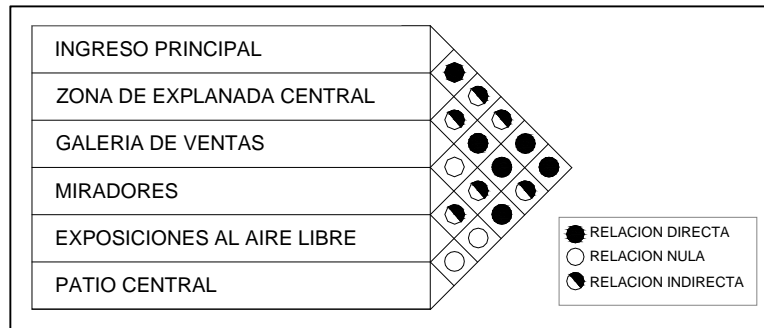 INGRESO PRINCIPAL
ZONA DE EXPLANADA CENTRAL
GALERIA DE VENTAS
MIRADORES
EXPOSICIONES AL AIRE LIBRE
PATIO CENTRAL
RELACION DIRECTA
RELACION NULA
RELACION INDIRECTA